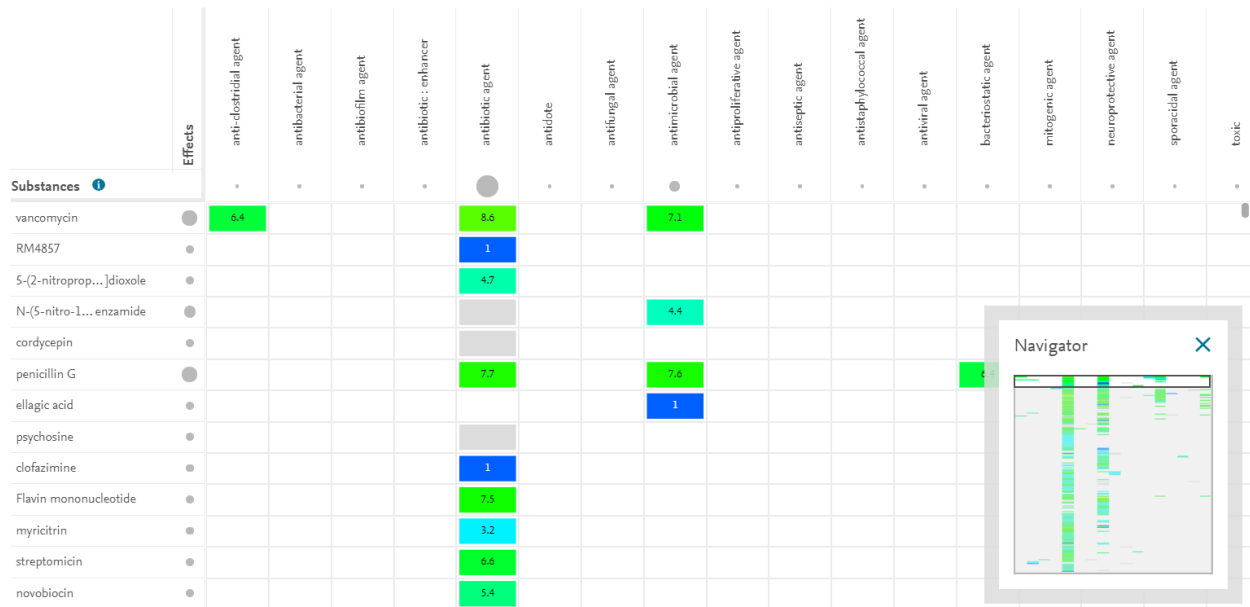 Effects
anti-clostridial agent
antibacterial agent
antibiofilm agent
antibiotic : enhancer
antibiotic agent
antidote
antifungal agent
antimicrobial agent
antiproliferative agent
antiseptic agent
antistaphylococcal agent
antiviral agent
bacteriostatic agent
mitogenic agent
neuroprotective agent
sporacidal agent
toxic
Substances i
vancomycin 6.4 8.6 7.1
RM4857 1
5-(2-nitroprop...]dioxole 4.7
N-(5-nitro-1... enzamide 4.4
cordycepin
penicillin G 7.7 7.6
ellagic acid 1
psychosine
clofazimine 1
Flavin mononucleotide 7.5
myricitrin 3.2
streptomicin 6.6
novobiocin 5.4
Navigator